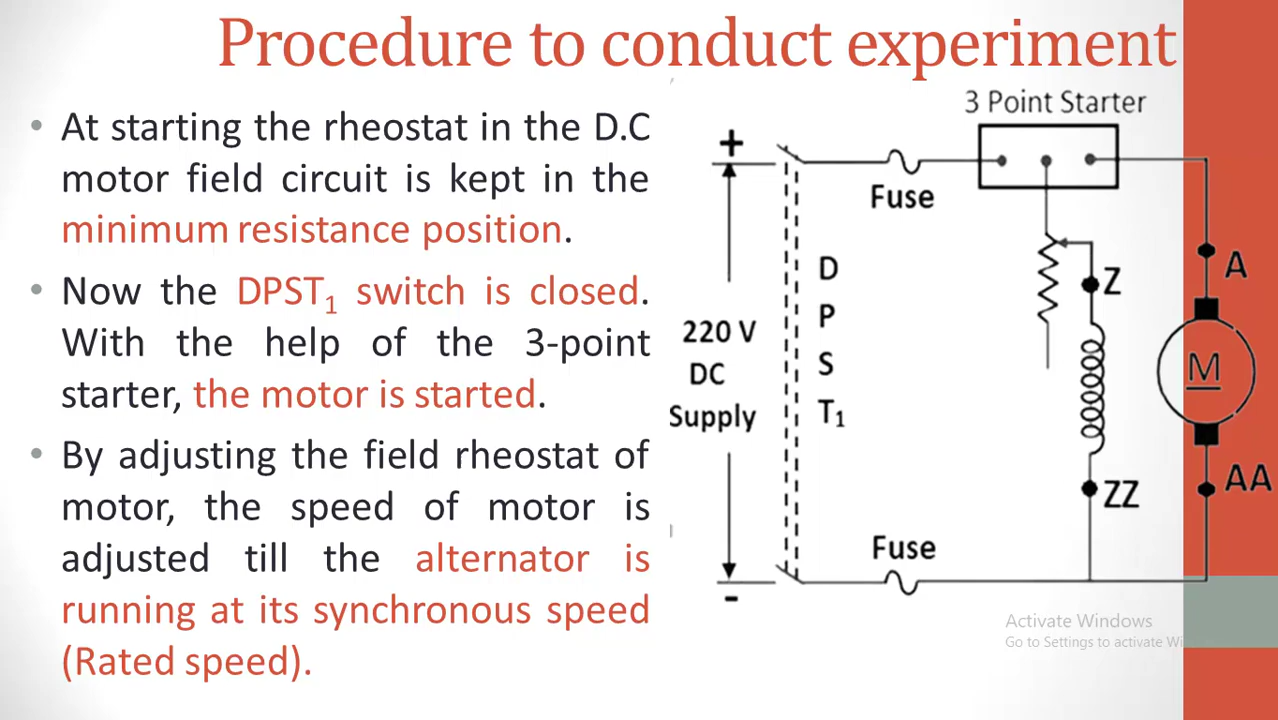 Procedure to conduct experiment
• At starting the rheostat in the D.C
motor field circuit is kept in the
minimum resistance position.
• Now the DPST₁ switch is closed.
With the help of the 3-point
starter, the motor is started.
• By adjusting the field rheostat of
motor, the speed of motor is
adjusted till the alternator is
running at its synchronous speed
(Rated speed).
3 Point Starter
+
Fuse
D
P
S
T₁
220 V
DC
Supply
Z
A
M
ZZ
AA
Fuse
-
Activate Windows
Go to Settings to activate Wi